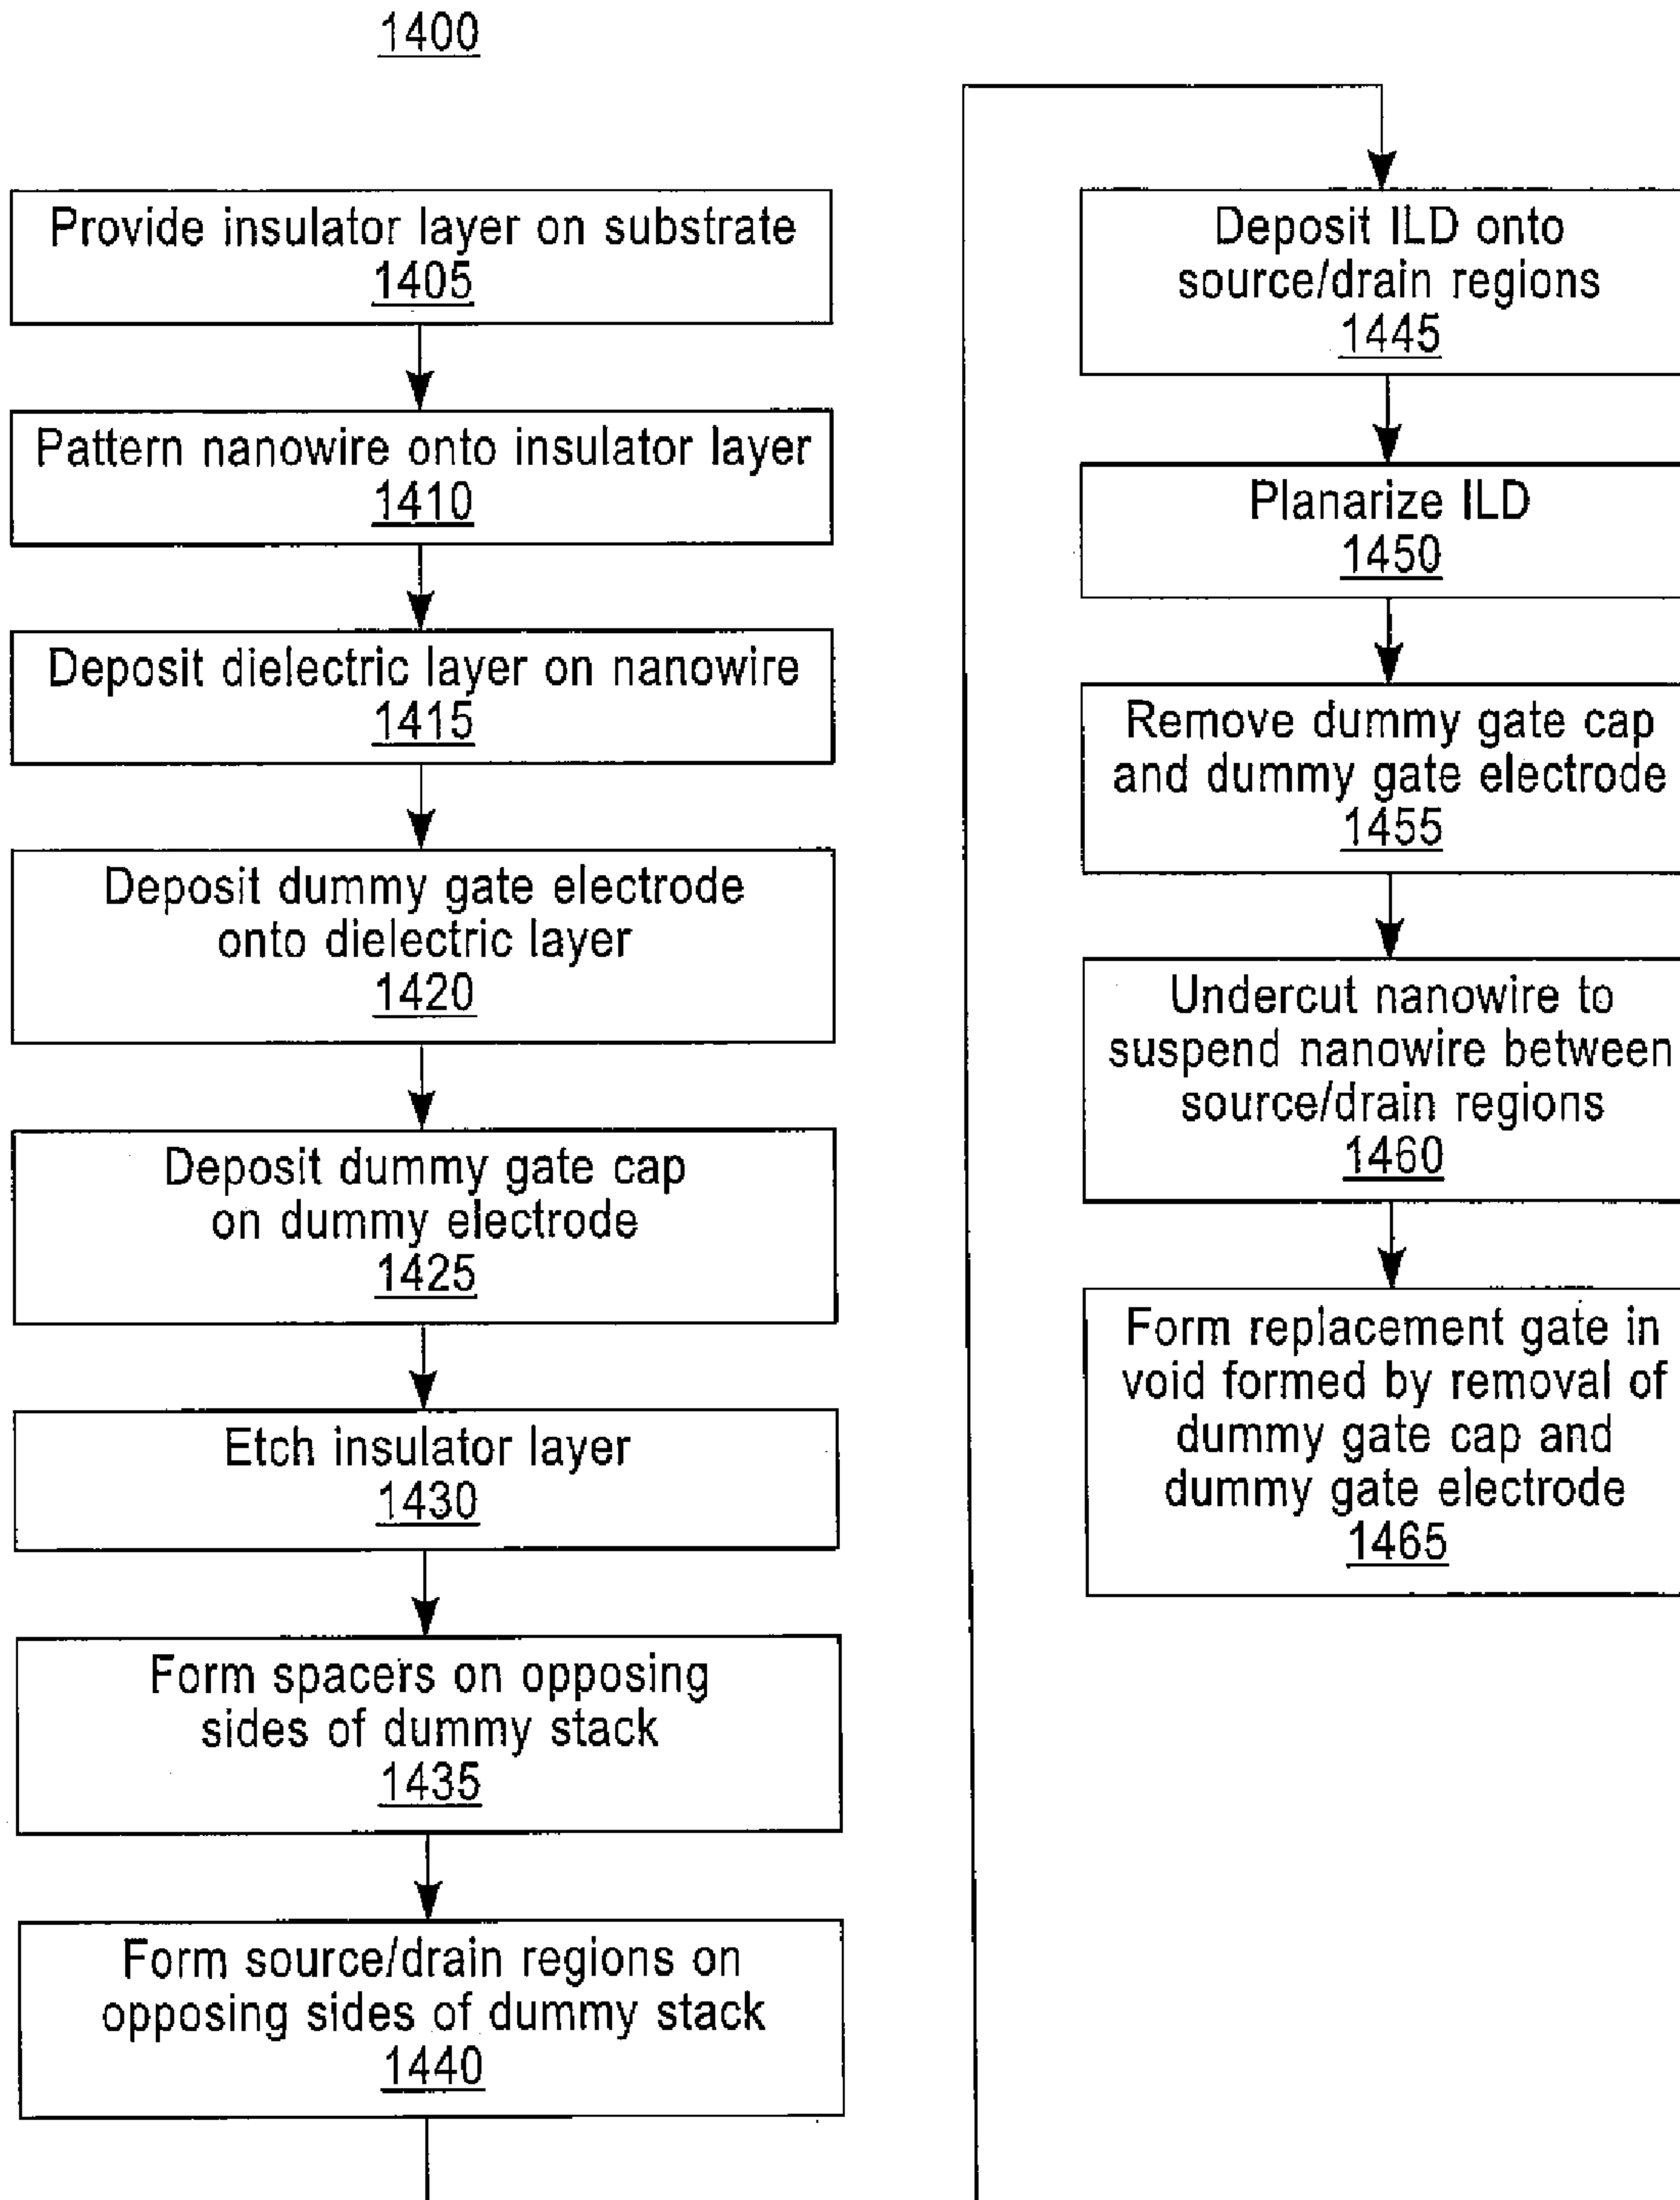 1400
Provide insulator layer on substrate
1405
Pattern nanowire onto insulator layer
1410
Deposit dielectric layer on nanowire
1415
Deposit dummy gate electrode
onto dielectric layer
1420
Deposit dummy gate cap
on dummy electrode
1425
Etch insulator layer
1430
Form spacers on opposing
sides of dummy stack
1435
Form source/drain regions on
opposing sides of dummy stack
1440
Deposit ILD onto
source/drain regions
1445
Planarize ILD
1450
Remove dummy gate cap
and dummy gate electrode
1455
Undercut nanowire to
suspend nanowire between
source/drain regions
1460
Form replacement gate in
void formed by removal of
dummy gate cap and
dummy gate electrode
1465